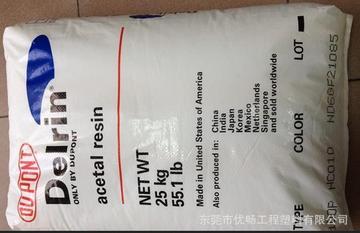 DUPONT
Delrin®
ONLY BY DUPONT
acetal resin
NET WT
25 kg
55.1 lb
Made in United States of America
Also produced in:
China
India
Japan
Korea
Mexico
Netherlands
Singapore
and sold worldwide
TYPE
COLOR
LOT
NC010
东莞市优畅工程塑料有限公司